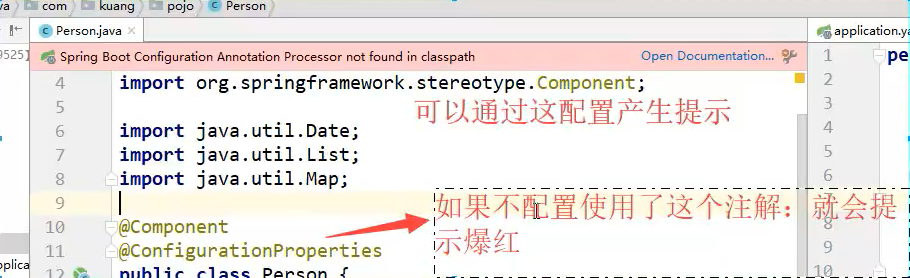 com kuang pojo Person
Person.java application.ya
9525]
Spring Boot Configuration Annotation Processor not found in classpath Open Documentation...
4 import org.springframework.stereotype.Component;
5
可以通过这配置产生提示
6 import java.util.Date;
7 import java.util.List;
8 import java.util.Map;
9
如果不配置使用了这个注解：就会提
示爆红
10 @Component
11 @ConfigurationProperties
12 public class Person {
1 pe
2
3
4
5
6
7
8
9
10